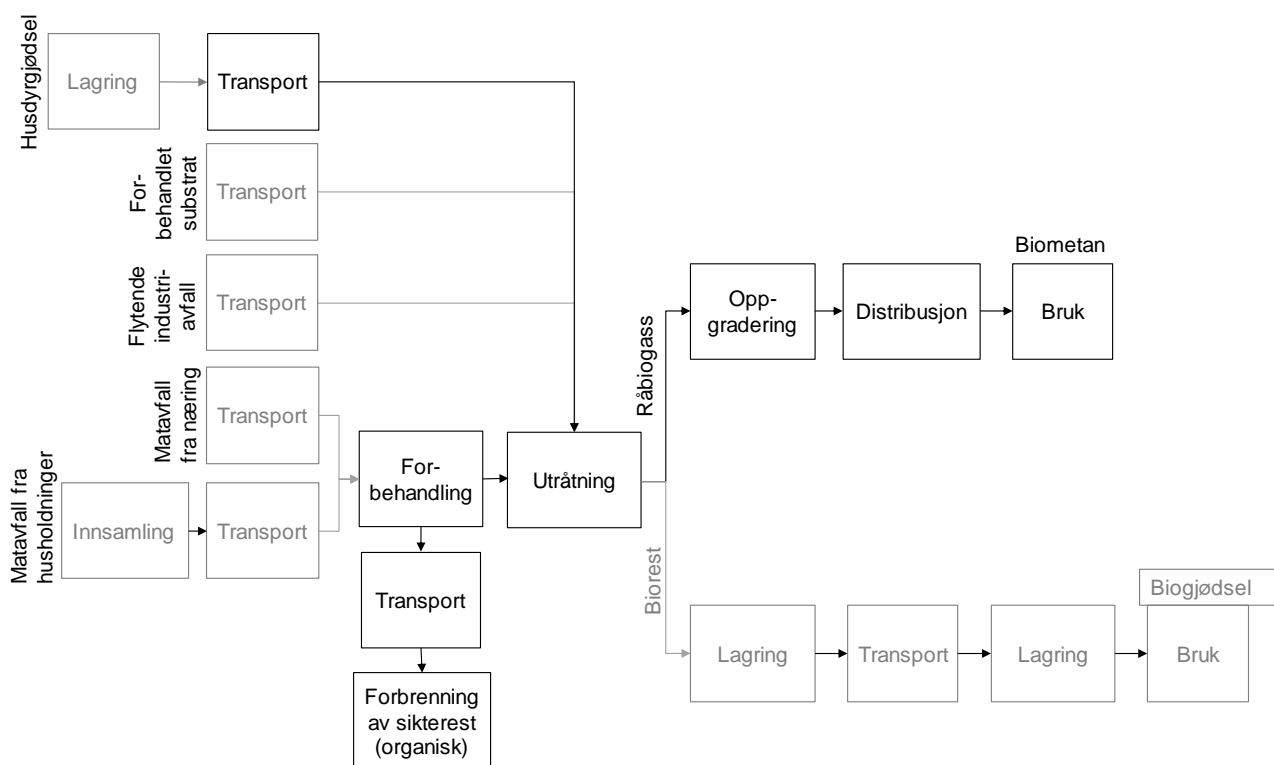 Husdyrgjødsel
Lagring
Transport
For-
behandlet
substrat
Transport
Flytende
industri-
avfall
Transport
Matavfall
fra næring
Transport
Matavfall fra
husholdninger
Innsamling
Transport
For-
behandling
Utråtning
Transport
Forbrenning
av sikterest
(organisk)
Råbiogass
Opp-
gradering
Distribusjon
Biometan
Bruk
Biorest
Lagring
Transport
Lagring
Biogjødsel
Bruk